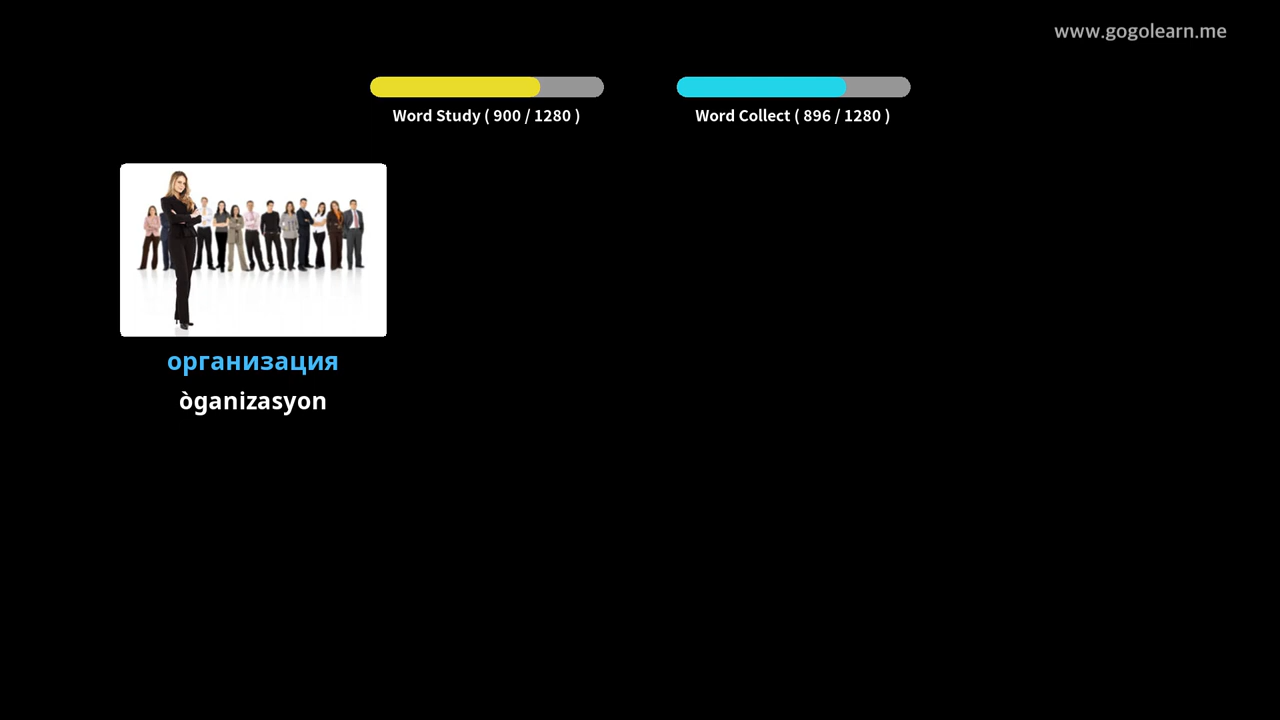 www.gogolearn.me
Word Study ( 900 / 1280 )
Word Collect ( 896 / 1280 )
организация
òganizasyon